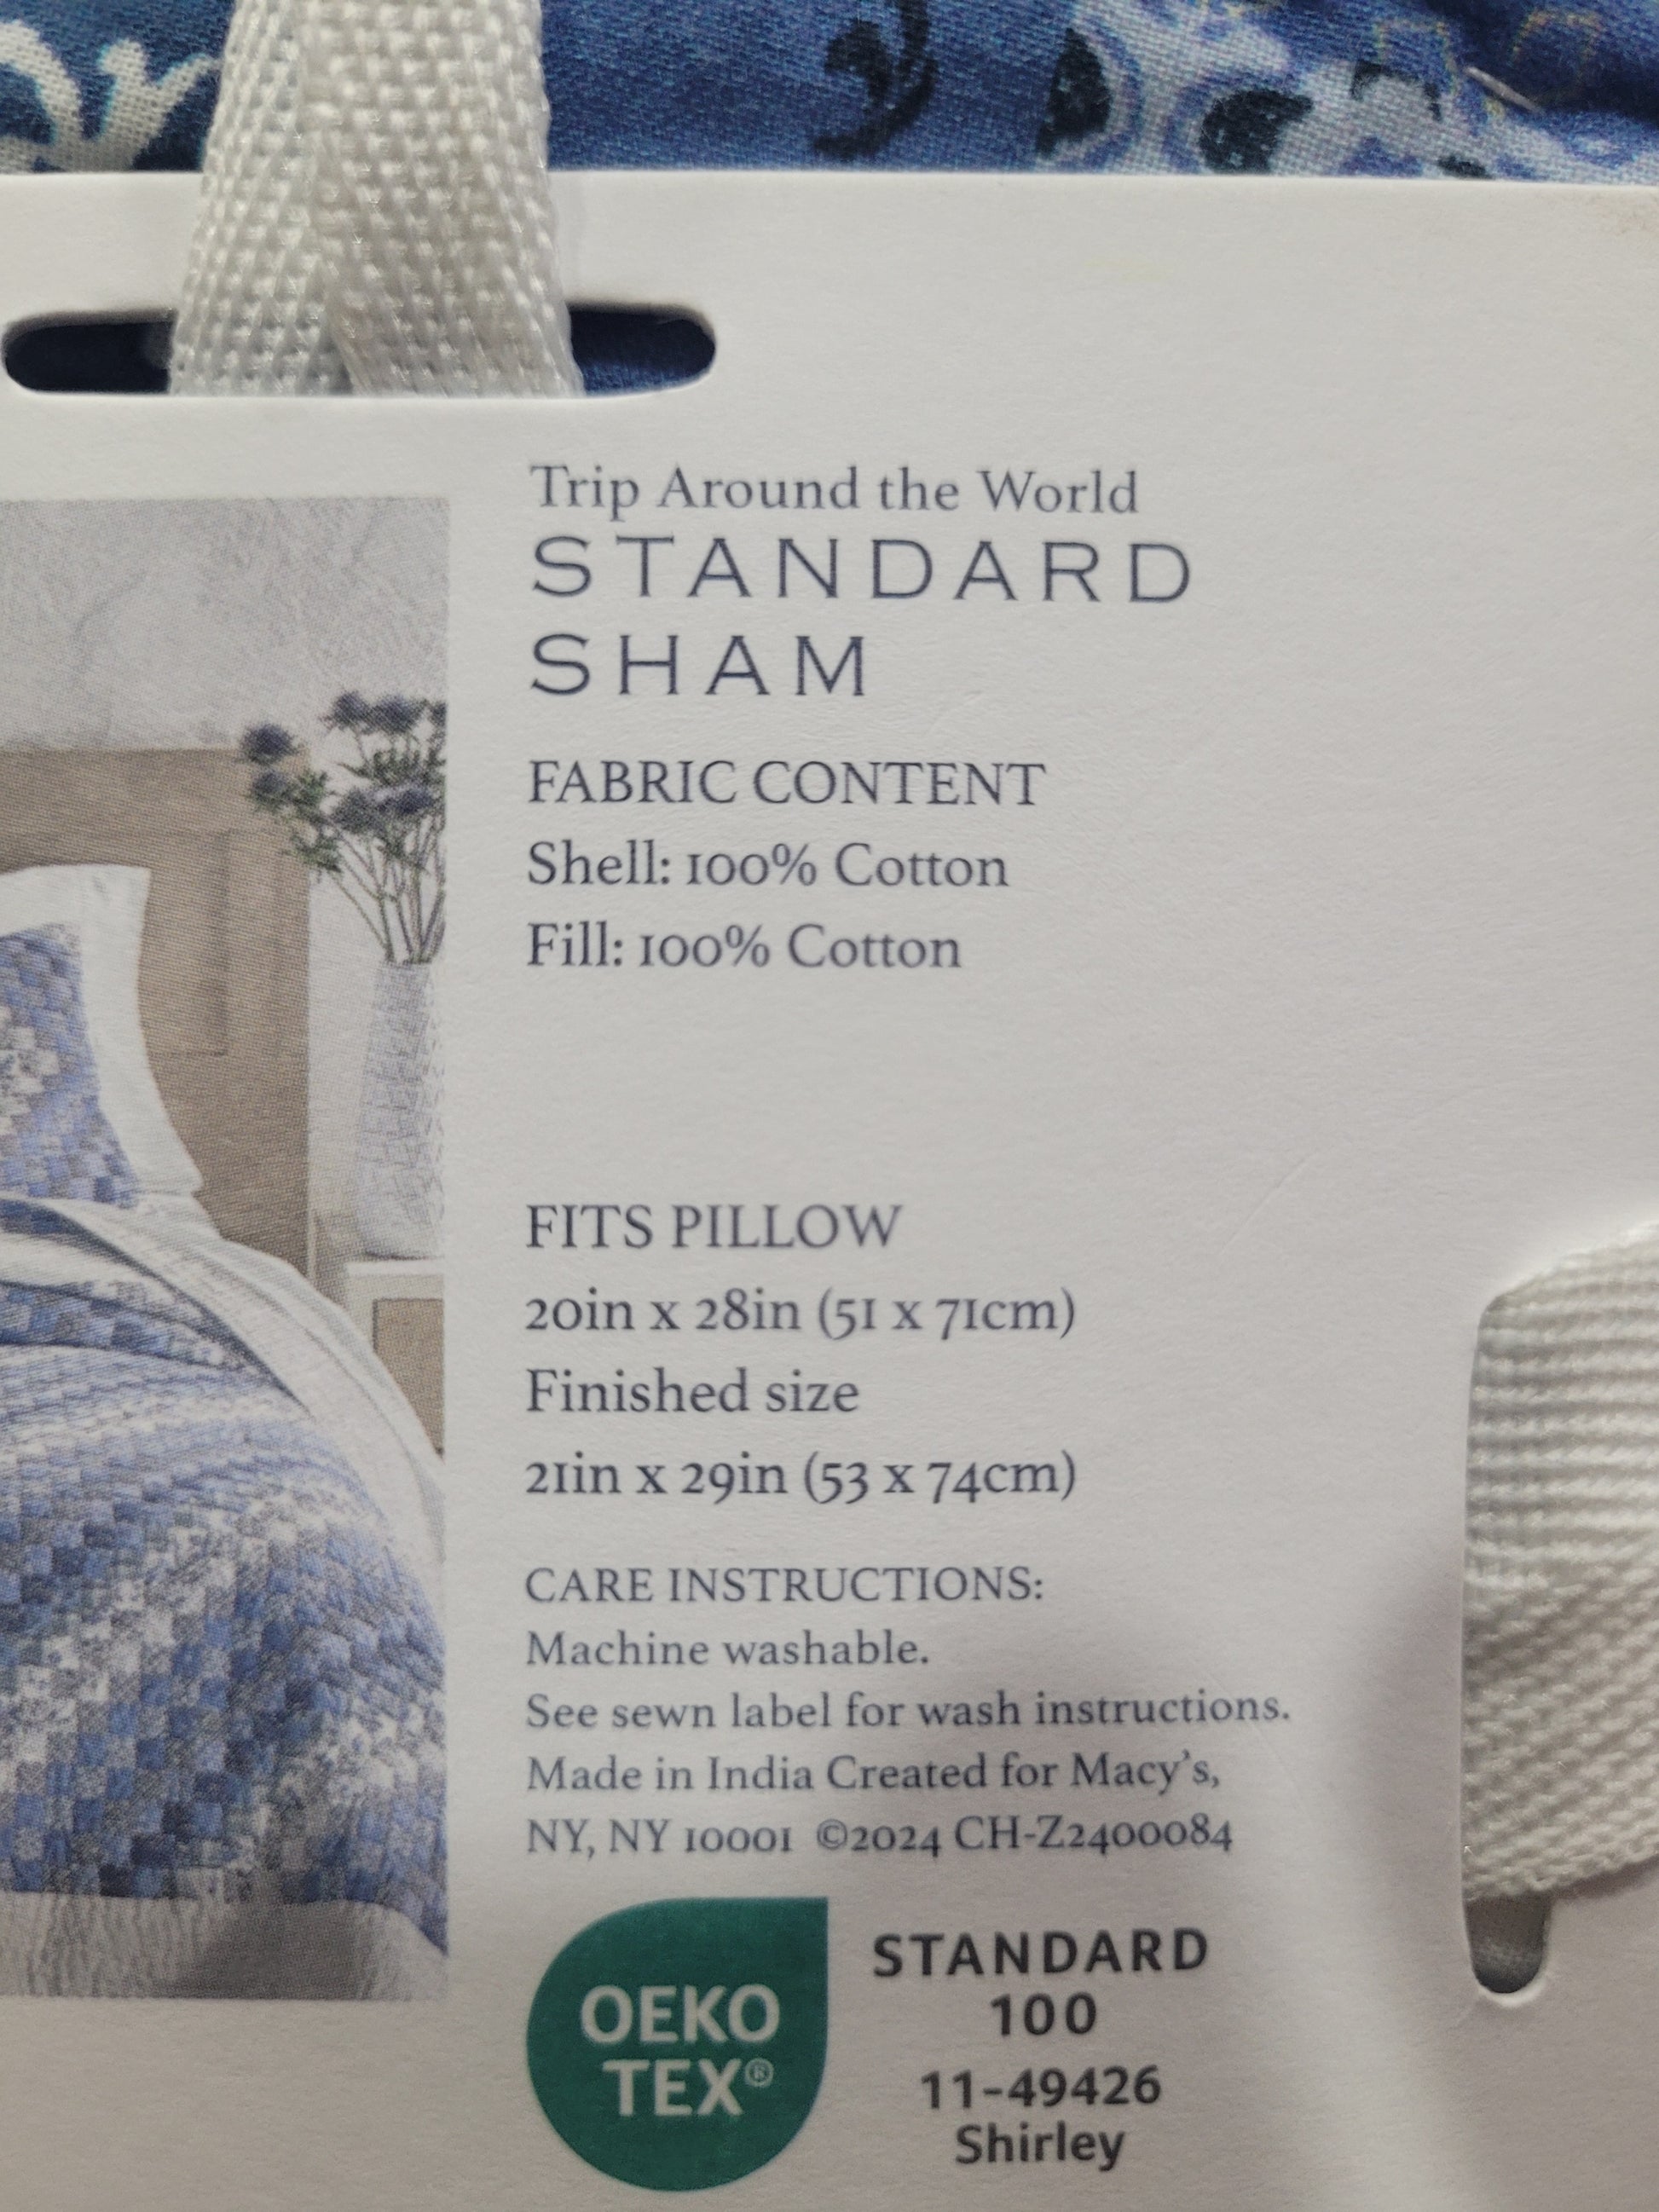 Trip Around the World
STANDARD
SHAM
FABRIC CONTENT
Shell: 100% Cotton
Fill: 100% Cotton
FITS PILLOW
20in x 28in (51 x 71cm)
Finished size
21in x 29in (53 x 74cm)
CARE INSTRUCTIONS:
Machine washable.
See sewn label for wash instructions.
Made in India Created for Macy's,
NY, NY 10001 ©2024 CH-Z2400084
OEKO
TEX®
STANDARD
100
11-49426
Shirley